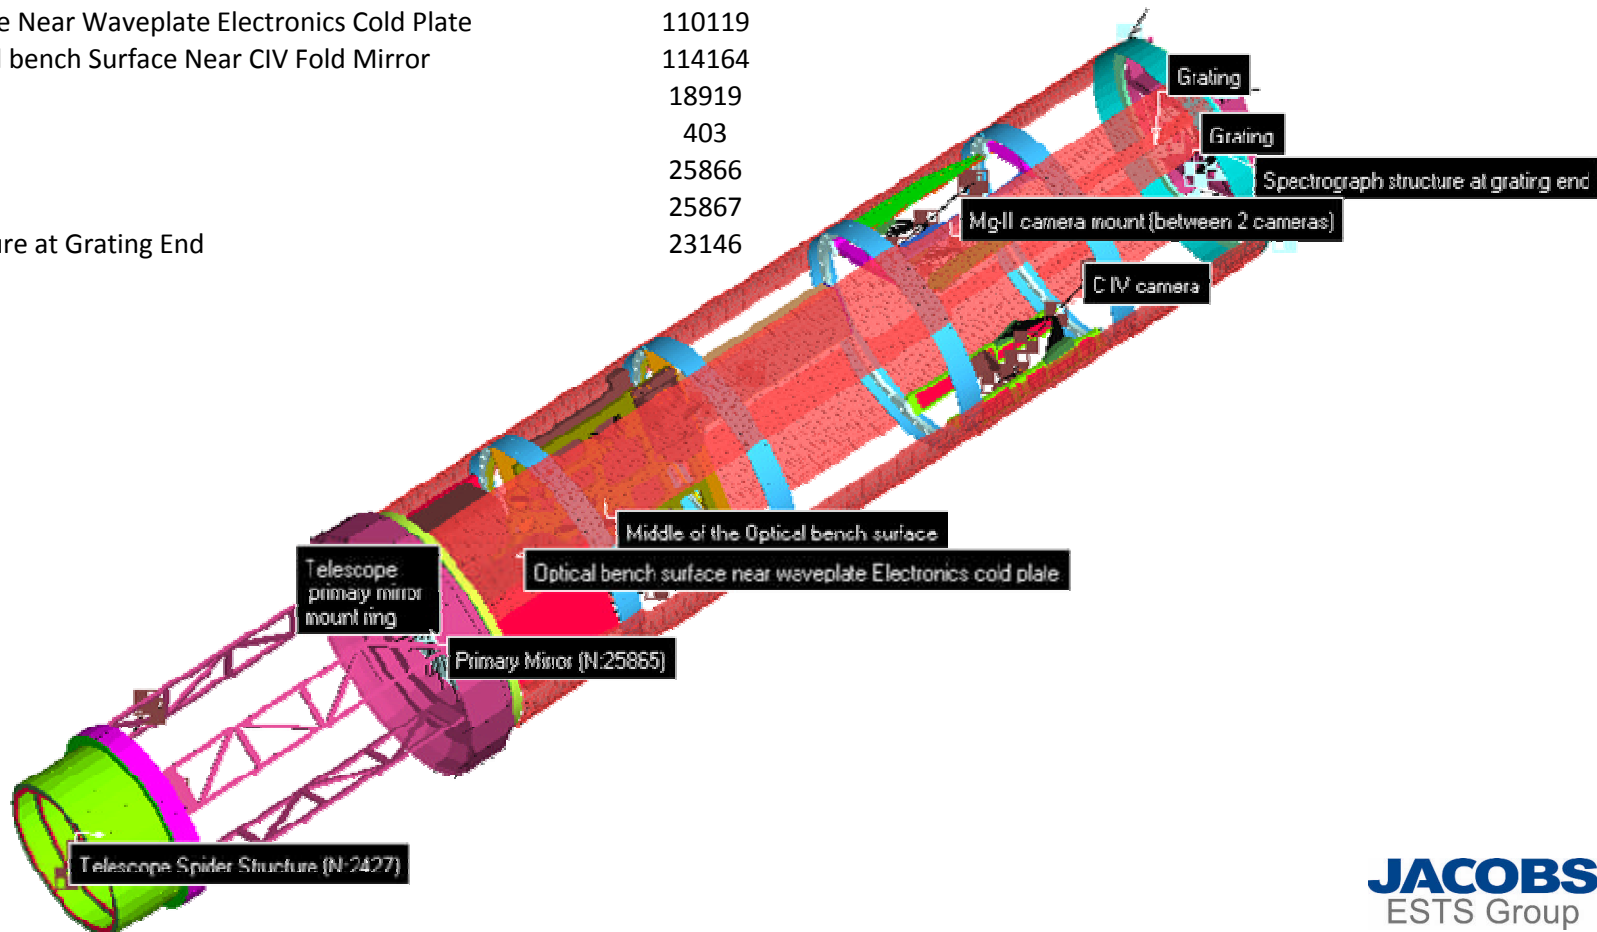 Near Waveplate Electronics Cold Plate 110119
bench Surface Near CIV Fold Mirror 114164
18919
403
25866
25867
at Grating End 23146
Grating
Grating
Spectrograph structure at grating end
Mg-II camera mount (between 2 cameras)
C IV camera
Middle of the Optical bench surface
Optical bench surface near waveplate Electronics cold plate
Telescope
primary mirror
mount ring
Primary Mirror (N:25865)
Telescope Spider Structure (N:2427)
JACOBS
ESTS Group